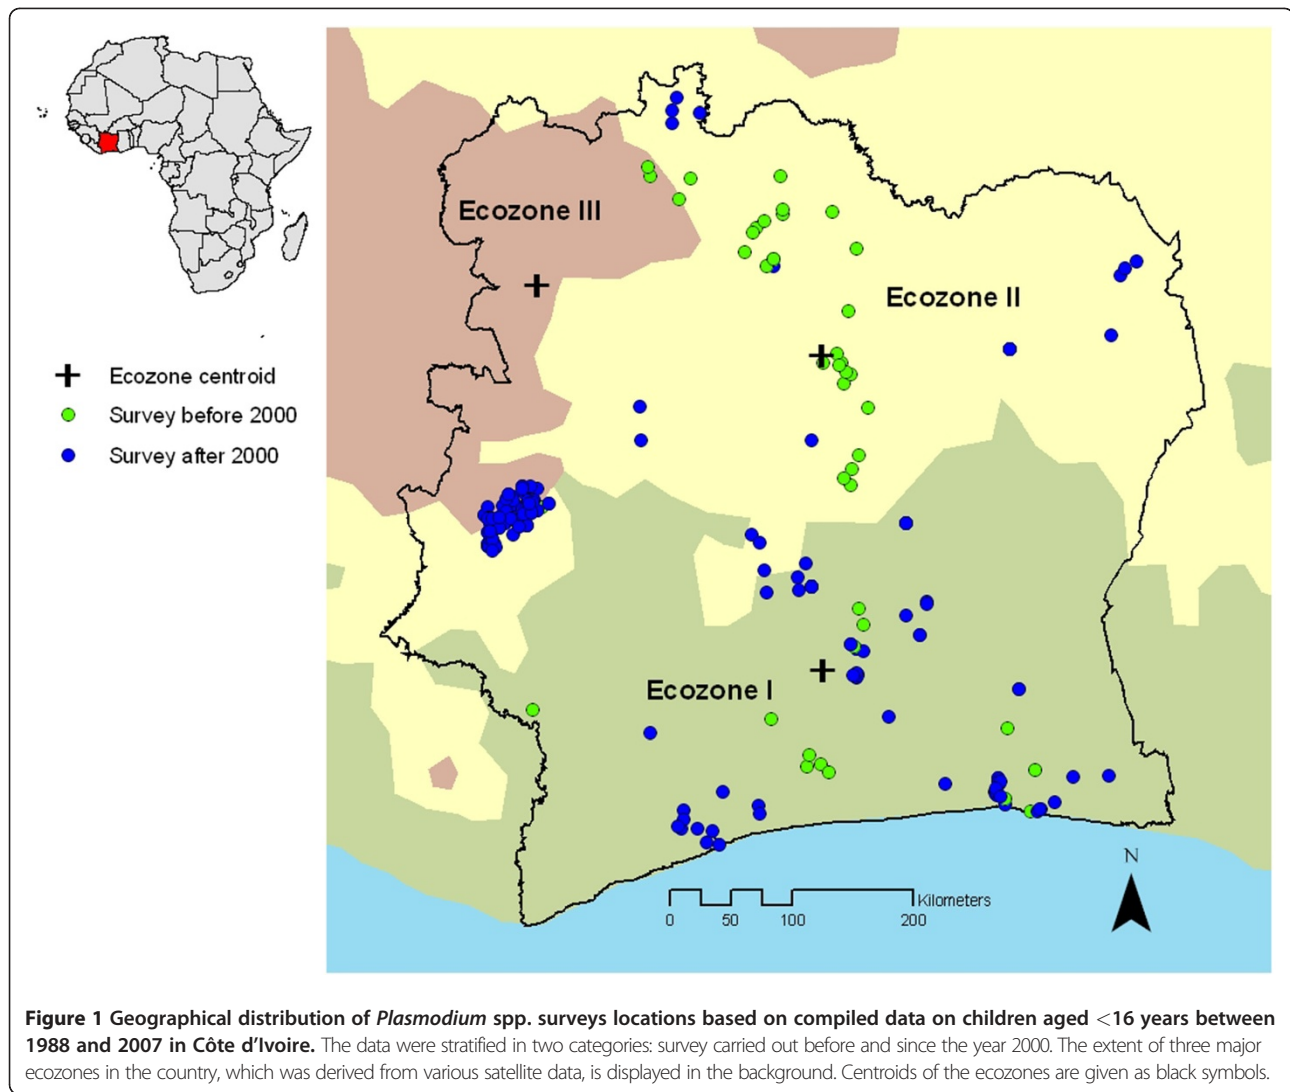 Ecozone III
Ecozone II
Ecozone centroid
Survey before 2000
Survey after 2000
Ecozone I
N
Kilometers
0 50 100 200
Figure 1 Geographical distribution of Plasmodium spp. surveys locations based on compiled data on children aged <16 years between
1988 and 2007 in Côte d'Ivoire. The data were stratified in two categories: survey carried out before and since the year 2000. The extent of three major
ecozones in the country, which was derived from various satellite data, is displayed in the background. Centroids of the ecozones are given as black symbols.